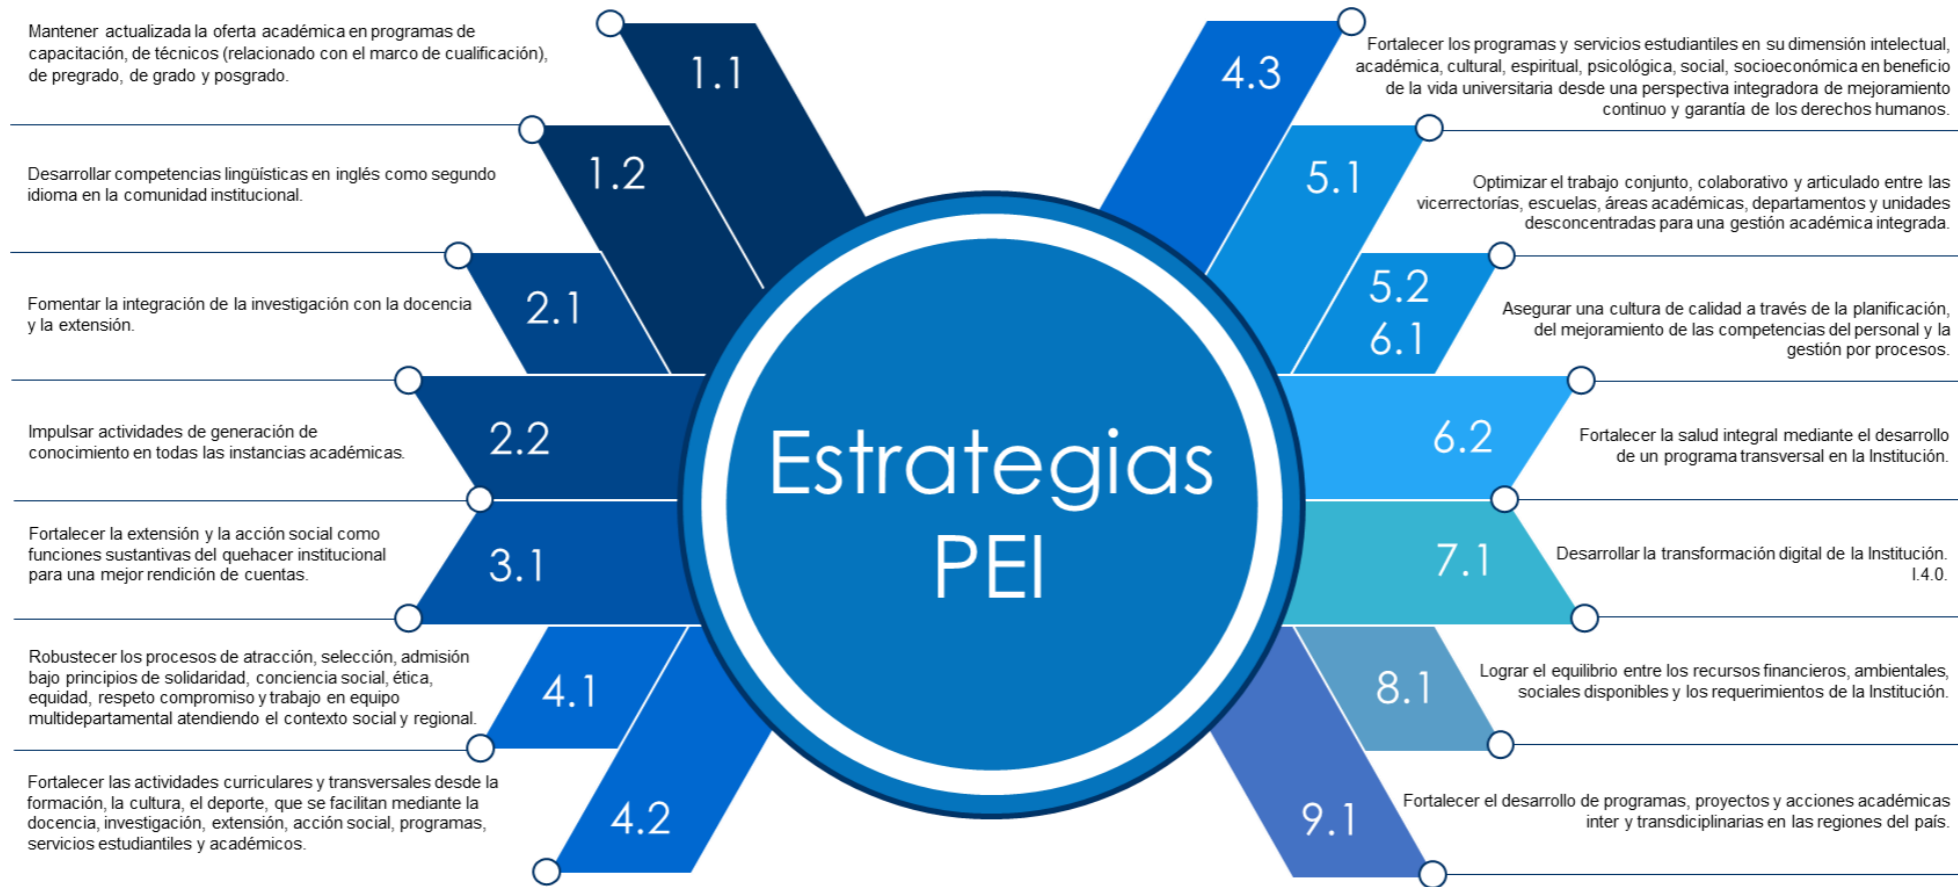 Mantener actualizada la oferta académica en programas de
capacitación, de técnicos (relacionado con el marco de cualificación),
de pregrado, de grado y posgrado.
1.1
Desarrollar competencias lingüísticas en inglés como segundo
idioma en la comunidad institucional.
1.2
Fomentar la integración de la investigación con la docencia
y la extensión.
2.1
Impulsar actividades de generación de
conocimiento en todas las instancias académicas.
2.2
Fortalecer la extensión y la acción social como
funciones sustantivas del quehacer institucional
para una mejor rendición de cuentas.
3.1
Robustecer los procesos de atracción, selección, admisión
bajo principios de solidaridad, conciencia social, ética,
equidad, respeto compromiso y trabajo en equipo
multidepartamental atendiendo el contexto social y regional.
4.1
Fortalecer las actividades curriculares y transversales desde la
formación, la cultura, el deporte, que se facilitan mediante la
docencia, investigación, extensión, acción social, programas,
servicios estudiantiles y académicos.
4.2
Estrategias
PEI
4.3
Fortalecer los programas y servicios estudiantiles en su dimensión intelectual,
académica, cultural, espiritual, psicológica, social, socioeconómica en beneficio
de la vida universitaria desde una perspectiva integradora de mejoramiento
continuo y garantía de los derechos humanos.
5.1
Optimizar el trabajo conjunto, colaborativo y articulado entre las
vicerrectorías, escuelas, áreas académicas, departamentos y unidades
desconcentradas para una gestión académica integrada.
5.2
6.1
Asegurar una cultura de calidad a través de la planificación,
del mejoramiento de las competencias del personal y la
gestión por procesos.
6.2
Fortalecer la salud integral mediante el desarrollo
de un programa transversal en la Institución.
7.1
Desarrollar la transformación digital de la Institución.
I.4.0.
8.1
Lograr el equilibrio entre los recursos financieros, ambientales,
sociales disponibles y los requerimientos de la Institución.
9.1
Fortalecer el desarrollo de programas, proyectos y acciones académicas
inter y transdiciplinarias en las regiones del país.